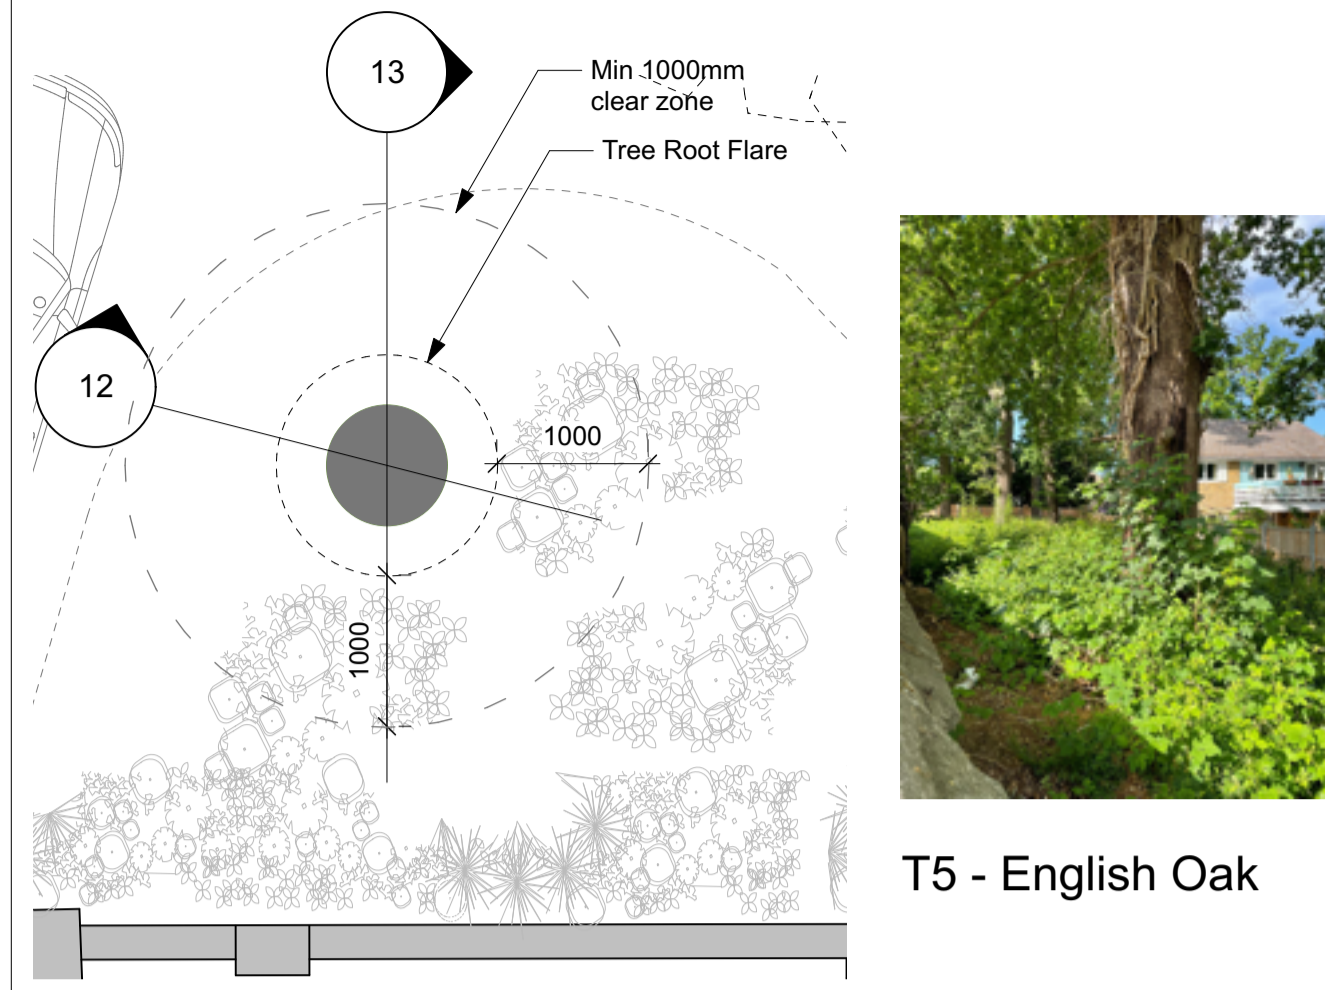 13
Min 1000mm
clear zone
Tree Root Flare
12
1000
1000
T5 - English Oak